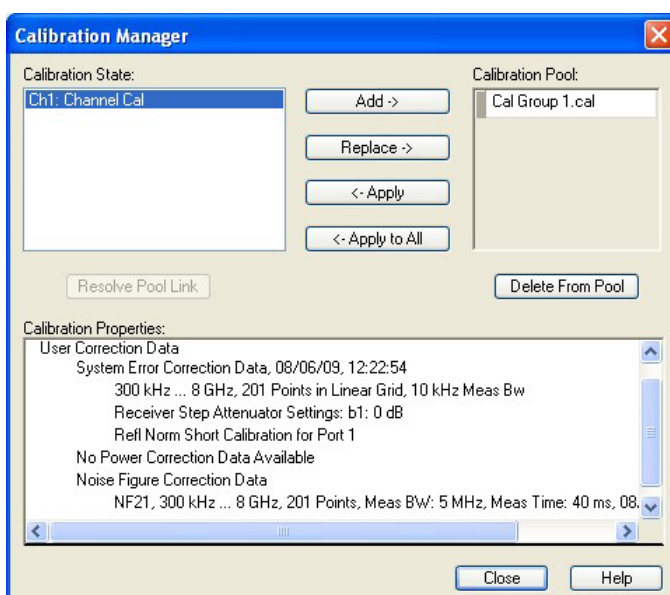 Calibration Manager
Calibration State:
Calibration Pool:
Ch1: Channel Cal
Add ->
Cal Group 1.cal
Replace ->
<- Apply
<- Apply to All
Resolve Pool Link
Delete From Pool
Calibration Properties:
User Correction Data
System Error Correction Data, 08/06/09, 12:22:54
300 kHz ... 8 GHz, 201 Points in Linear Grid, 10 kHz Meas Bw
Receiver Step Attenuator Settings: b1: 0 dB
Refl Norm Short Calibration for Port 1
No Power Correction Data Available
Noise Figure Correction Data
NF21, 300 kHz ... 8 GHz, 201 Points, Meas BW: 5 MHz, Meas Time: 40 ms, 08.
Close
Help